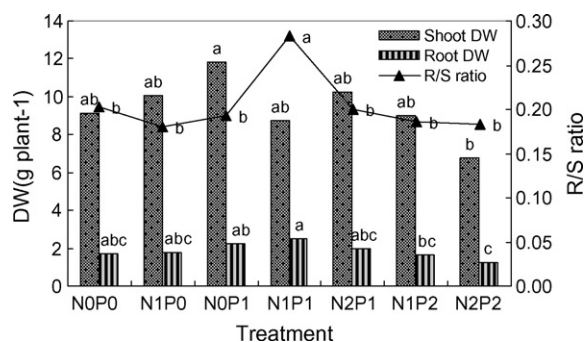 14
12
10
8
6
4
2
0
DW(g plant-1)
0.30
0.25
0.20
0.15
0.10
0.05
0.00
R/S ratio
Shoot DW
Root DW
R/S ratio
ab ab a ab ab ab b
b b b a b b b
abc abc ab a abc bc c
N0P0 N1P0 N0P1 N1P1 N2P1 N1P2 N2P2
Treatment